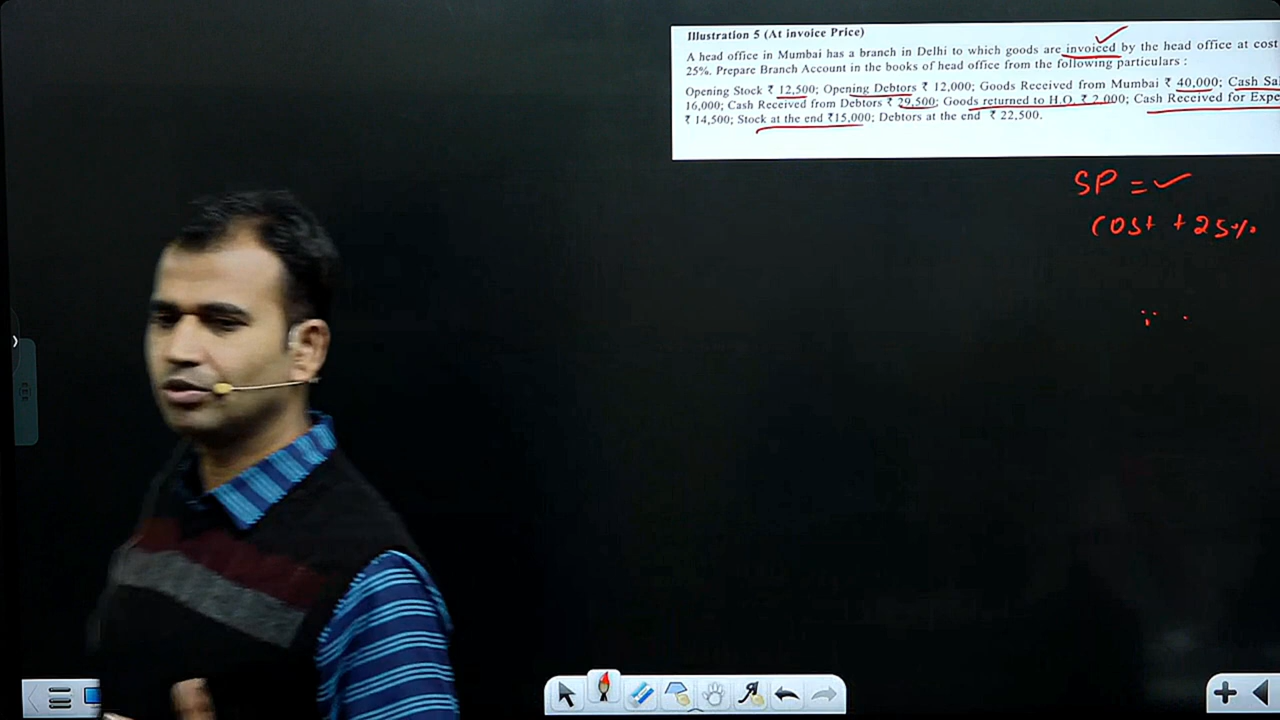 Illustration 5 (At invoice Price)
A head office in Mumbai has a branch in Delhi to which goods are invoiced by the head office at cost
25%. Prepare Branch Account in the books of head office from the following particulars :
Opening Stock ₹ 12,500; Opening Debtors ₹ 12,000; Goods Received from Mumbai ₹ 40,000; Cash Sa
16,000; Cash Received from Debtors ₹ 29,500; Goods returned to H.O. ₹ 2,000; Cash Received for Expe
₹ 14,500; Stock at the end ₹15,000; Debtors at the end ₹ 22,500.
SP =
Cost + 25%